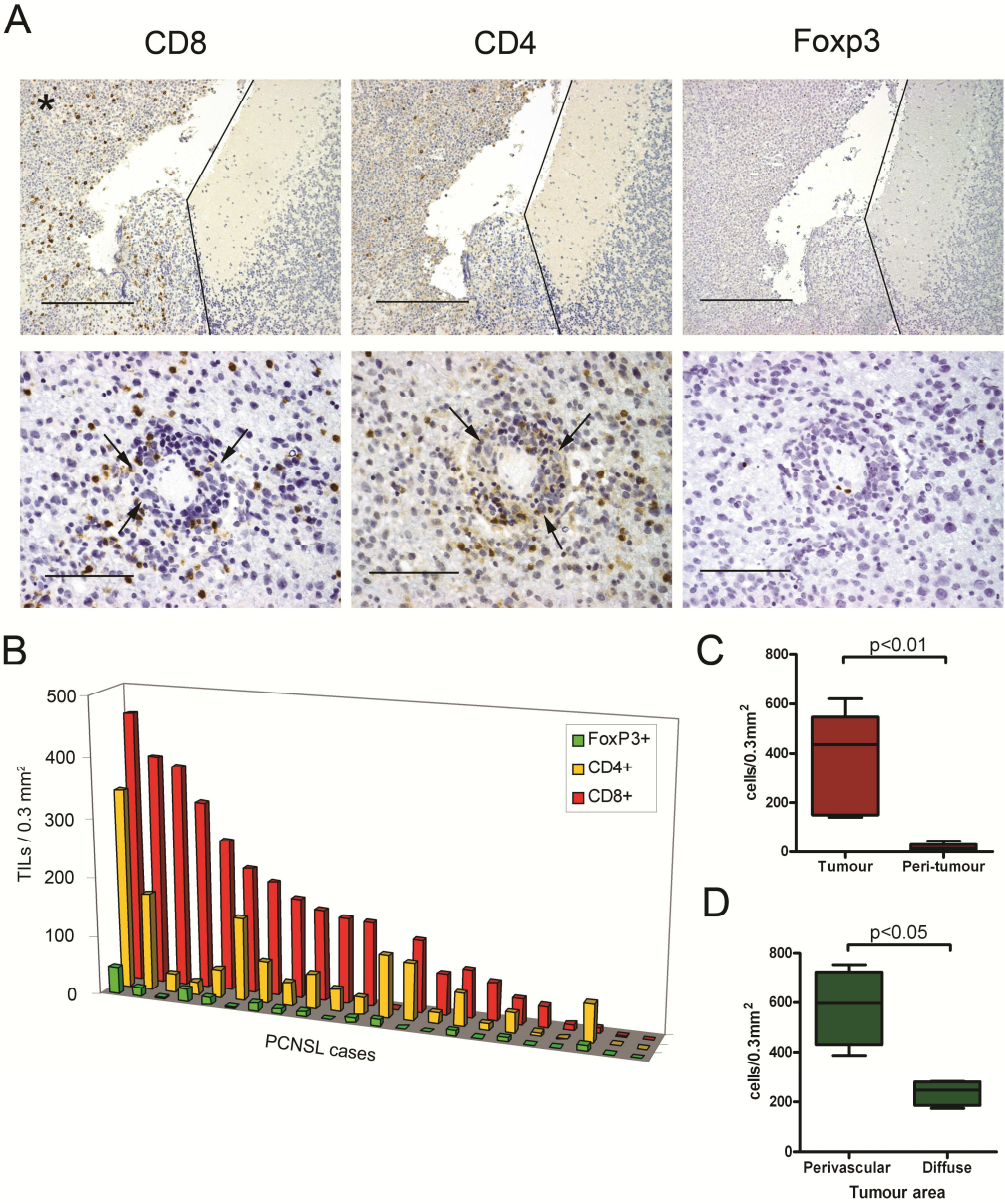 A
CD8
CD4
Foxp3
*
B
TILs / 0.3 mm²
500
400
300
200
100
0
PCNSL cases
FoxP3+
CD4+
CD8+
C
p<0.01
cells/0.3mm²
800
600
400
200
0
Tumour
Peri-tumour
D
p<0.05
cells/0.3mm²
800
600
400
200
0
Perivascular
Diffuse
Tumour area